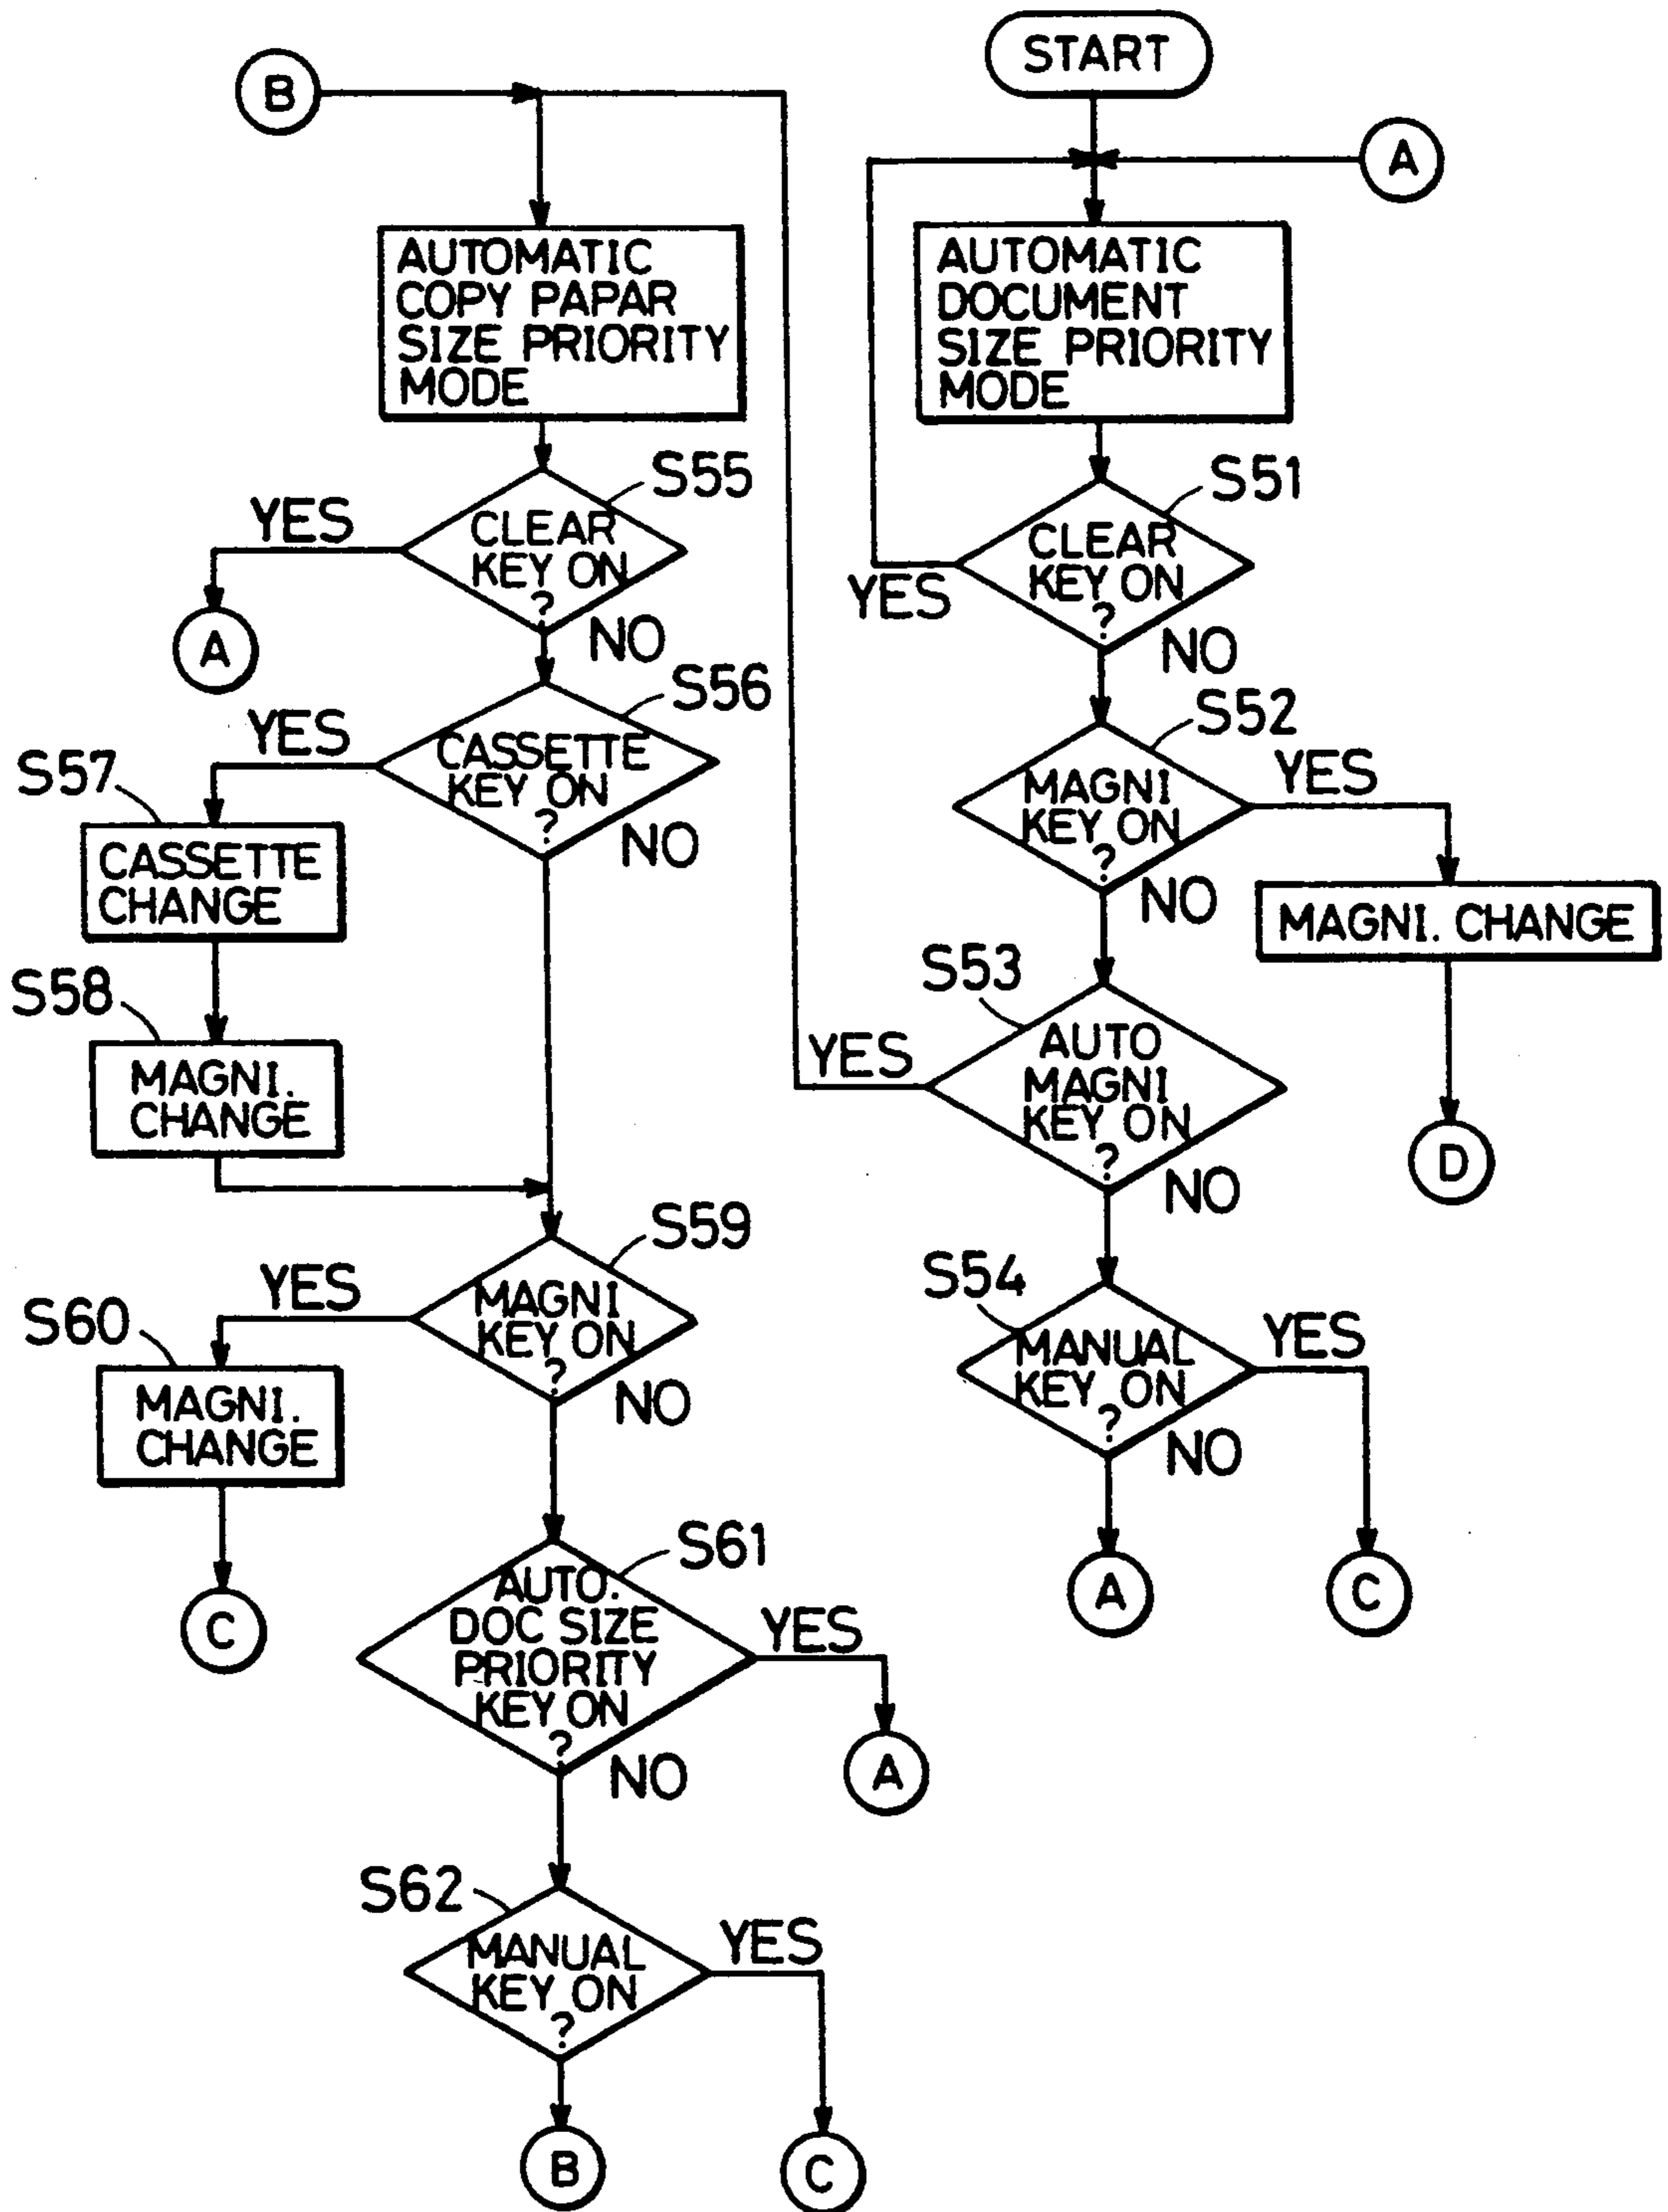 START
B
A
AUTOMATIC
COPY PAPAR
SIZE PRIORITY
MODE
AUTOMATIC
DOCUMENT
SIZE PRIORITY
MODE
S55
YES
CLEAR
KEY ON
?
NO
A
S51
CLEAR
KEY ON
?
YES
NO
S56
YES
CASSETTE
KEY ON
?
NO
S57
CASSETTE
CHANGE
S58
MAGNI.
CHANGE
S52
YES
MAGNI
KEY ON
?
NO
MAGNI. CHANGE
D
S53
YES
AUTO
MAGNI
KEY ON
?
NO
S59
YES
MAGNI
KEY ON
?
NO
S60
MAGNI.
CHANGE
C
S54
YES
MANUAL
KEY ON
?
NO
A
C
S61
AUTO.
DOC SIZE
PRIORITY
KEY ON
?
YES
NO
A
S62
YES
MANUAL
KEY ON
?
B
C